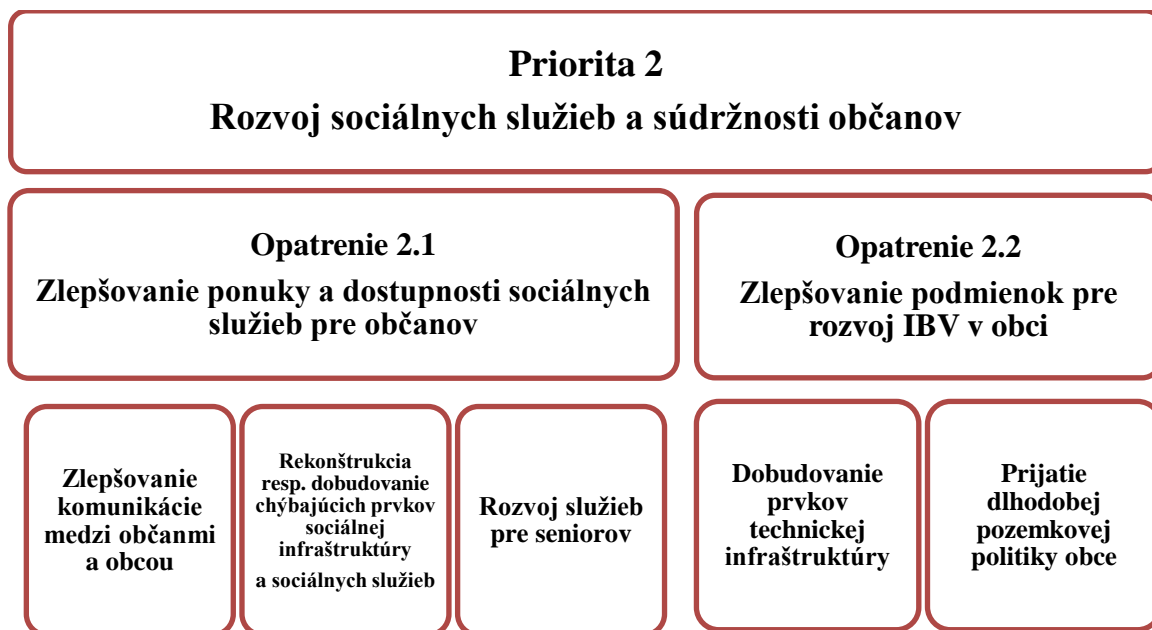 Priorita 2
Rozvoj sociálnych služieb a súdržnosti občanov
Opatrenie 2.1
Zlepšovanie ponuky a dostupnosti sociálnych
služieb pre občanov
Opatrenie 2.2
Zlepšovanie podmienok pre
rozvoj IBV v obci
Zlepšovanie
komunikácie
medzi občanmi
a obcou
Rekonštrukcia
resp. dobudovanie
chýbajúcich prvkov
sociálnej
infraštruktúry
a sociálnych služieb
Rozvoj služieb
pre seniorov
Dobudovanie
prvkov
technickej
infraštruktúry
Prijatie
dlhodobej
pozemkovej
politiky obce